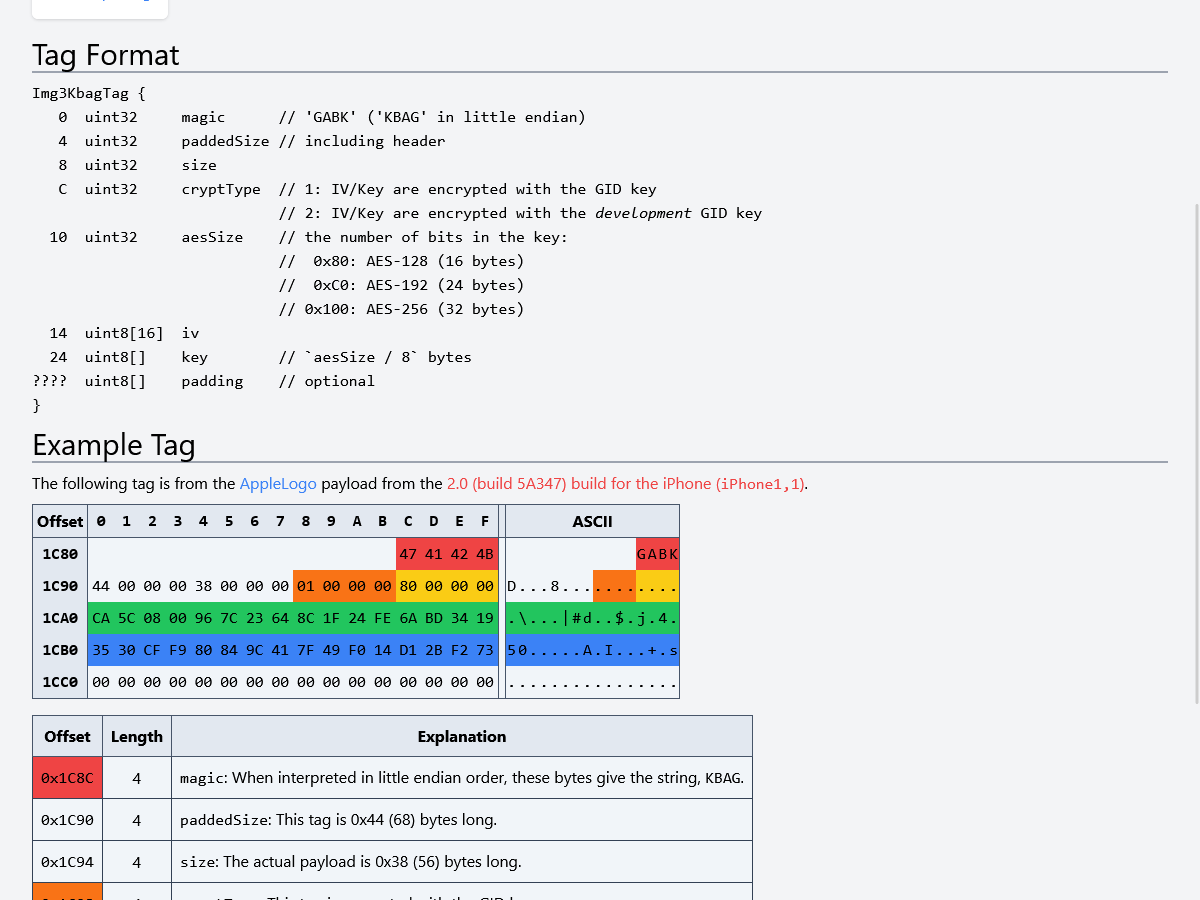 Tag Format
Img3KbagTag {
0 uint32 magic // 'GABK' ('KBAG' in little endian)
4 uint32 paddedSize // including header
8 uint32 size
C uint32 cryptType // 1: IV/Key are encrypted with the GID key
// 2: IV/Key are encrypted with the development GID key
10 uint32 aesSize // the number of bits in the key:
// 0x80: AES-128 (16 bytes)
// 0xC0: AES-192 (24 bytes)
// 0x100: AES-256 (32 bytes)
14 uint8[16] iv
24 uint8[] key // `aesSize / 8` bytes
???? uint8[] padding // optional
}
Example Tag
The following tag is from the AppleLogo payload from the 2.0 (build 5A347) build for the iPhone (iPhone1,1).
Offset 0 1 2 3 4 5 6 7 8 9 A B C D E F ASCII
1C80 47 41 42 4B GABK
1C90 44 00 00 00 38 00 00 00 01 00 00 00 80 00 00 00 D...8...........
1CA0 CA 5C 08 00 96 7C 23 64 8C 1F 24 FE 6A BD 34 19 .\...|#d..$.j.4.
1CB0 35 30 CF F9 80 84 9C 41 7F 49 F0 14 D1 2B F2 73 50.....A.I...+.s
1CC0 00 00 00 00 00 00 00 00 00 00 00 00 00 00 00 00 ................
Offset Length Explanation
0x1C8C 4 magic: When interpreted in little endian order, these bytes give the string, KBAG.
0x1C90 4 paddedSize: This tag is 0x44 (68) bytes long.
0x1C94 4 size: The actual payload is 0x38 (56) bytes long.